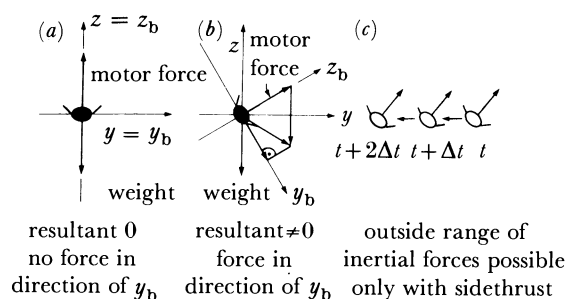 (a)
z = z_b
motor force
y = y_b
weight
resultant 0
no force in
direction of y_b
(b)
z
motor
force
z_b
y
weight
y_b
resultant≠0
force in
direction of y_b
(c)
t+2Δt t+Δt t
outside range of
inertial forces possible
only with sidethrust